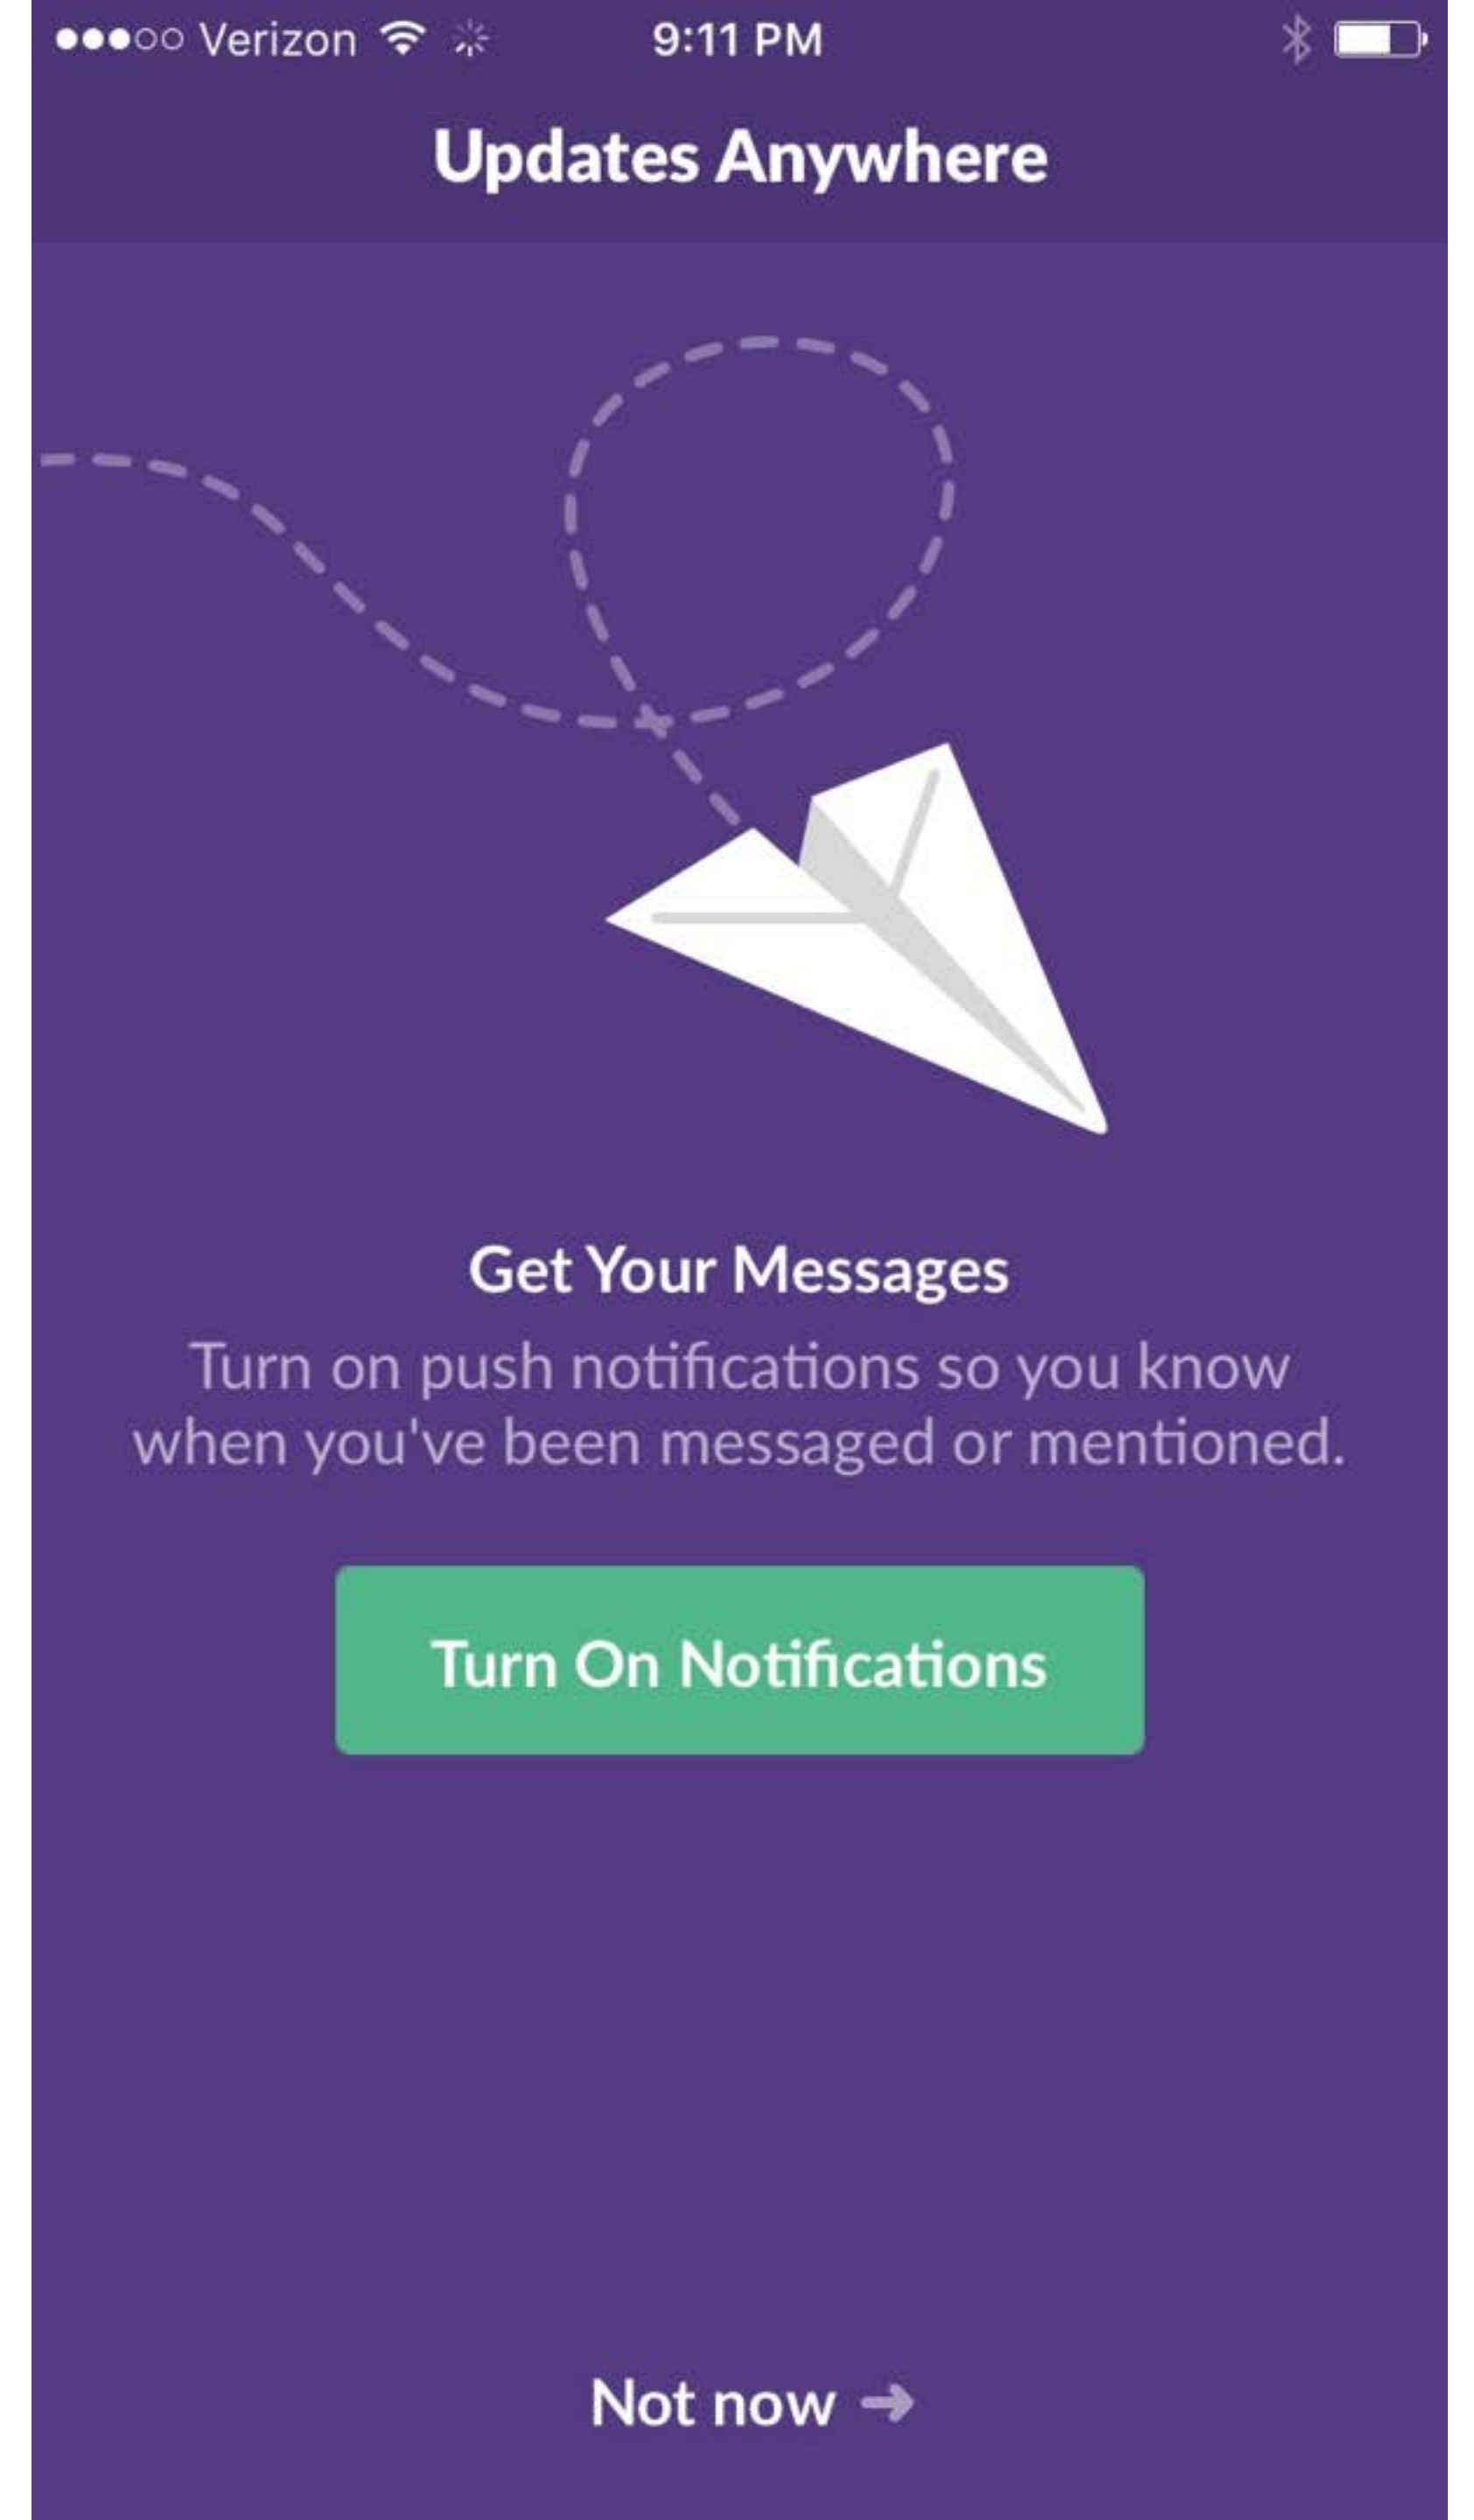 Verizon 9:11 PM
Updates Anywhere
Get Your Messages
Turn on push notifications so you know
when you've been messaged or mentioned.
Turn On Notifications
Not now →